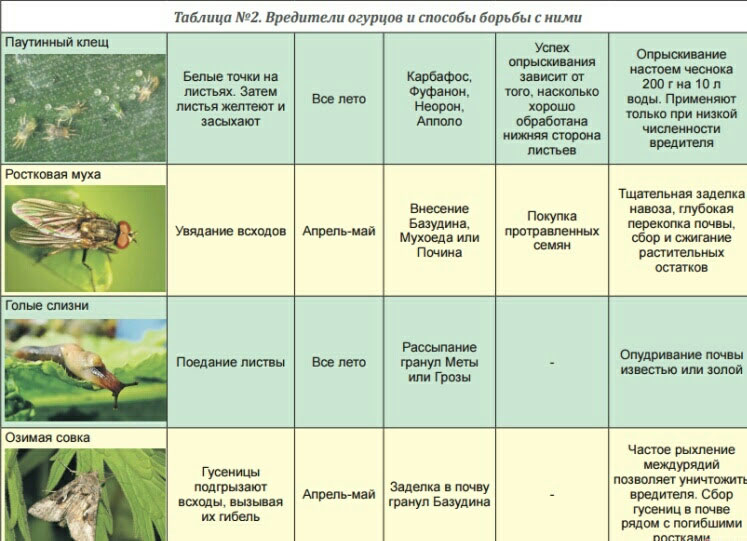 Таблица №2. Вредители огурцов и способы борьбы с ними
Паутинный клещ
Белые точки на
листьях. Затем
листья желтеют и
засыхают
Все лето
Карбафос,
Фуфанон,
Неорон,
Апполо
Успех
опрыскивания
зависит от
того, насколько
хорошо
обработана
нижняя сторона
листьев
Опрыскивание
настоем чеснока
200 г на 10 л
воды. Применяют
только при низкой
численности
вредителя
Ростковая муха
Увядание всходов
Апрель-май
Внесение
Базудина,
Мухоеда или
Почина
Покупка
протравленных
семян
Тщательная заделка
навоза, глубокая
перекопка почвы,
сбор и сжигание
растительных
остатков
Голые слизни
Поедание листвы
Все лето
Рассыпание
гранул Меты
или Грозы
-
Опудривание почвы
известью или золой
Озимая совка
Гусеницы
подгрызают
всходы, вызывая
их гибель
Апрель-май
Заделка в почву
гранул Базудина
-
Частое рыхление
междурядий
позволяет уничтожить
вредителя. Сбор
гусениц в почве
рядом с погибшими
ростками